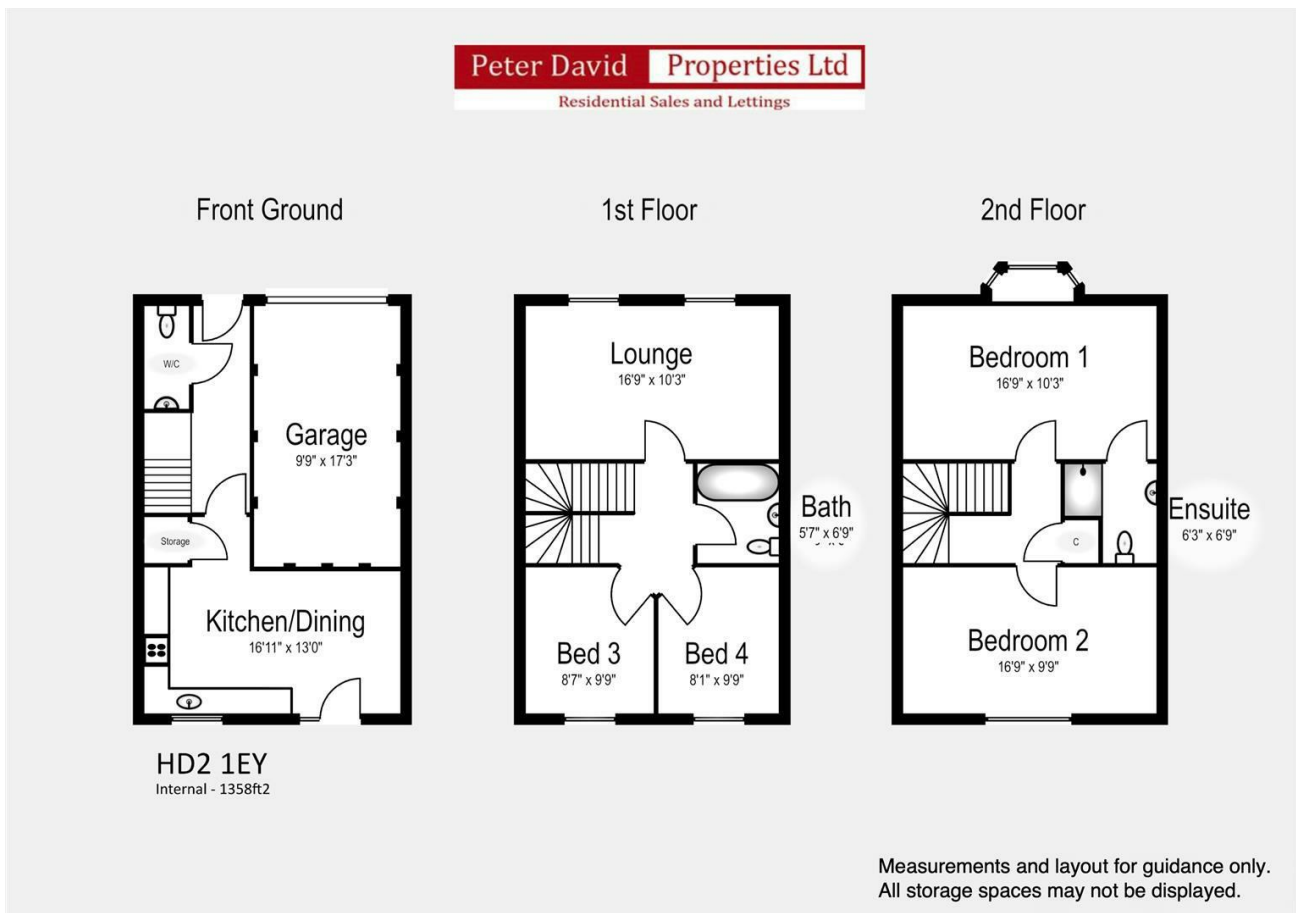 Peter David Properties Ltd
Residential Sales and Lettings
Front Ground
1st Floor
2nd Floor
W/C
Garage
9'9" x 17'3"
Storage
Kitchen/Dining
16'11" x 13'0"
Lounge
16'9" x 10'3"
Bath
5'7" x 6'9"
Bed 3
8'7" x 9'9"
Bed 4
8'1" x 9'9"
Bedroom 1
16'9" x 10'3"
Ensuite
6'3" x 6'9"
C
Bedroom 2
16'9" x 9'9"
HD2 1EY
Internal - 1358ft2
Measurements and layout for guidance only.
All storage spaces may not be displayed.